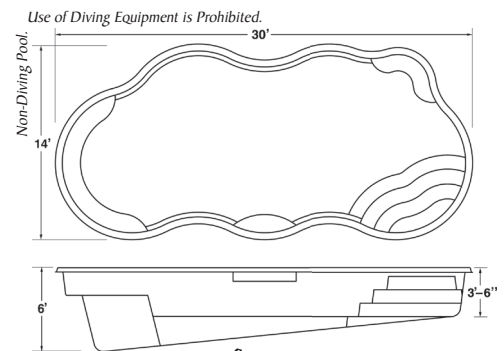 Use of Diving Equipment is Prohibited.
30'
Non-Diving Pool.
14'
6'
3'–6"